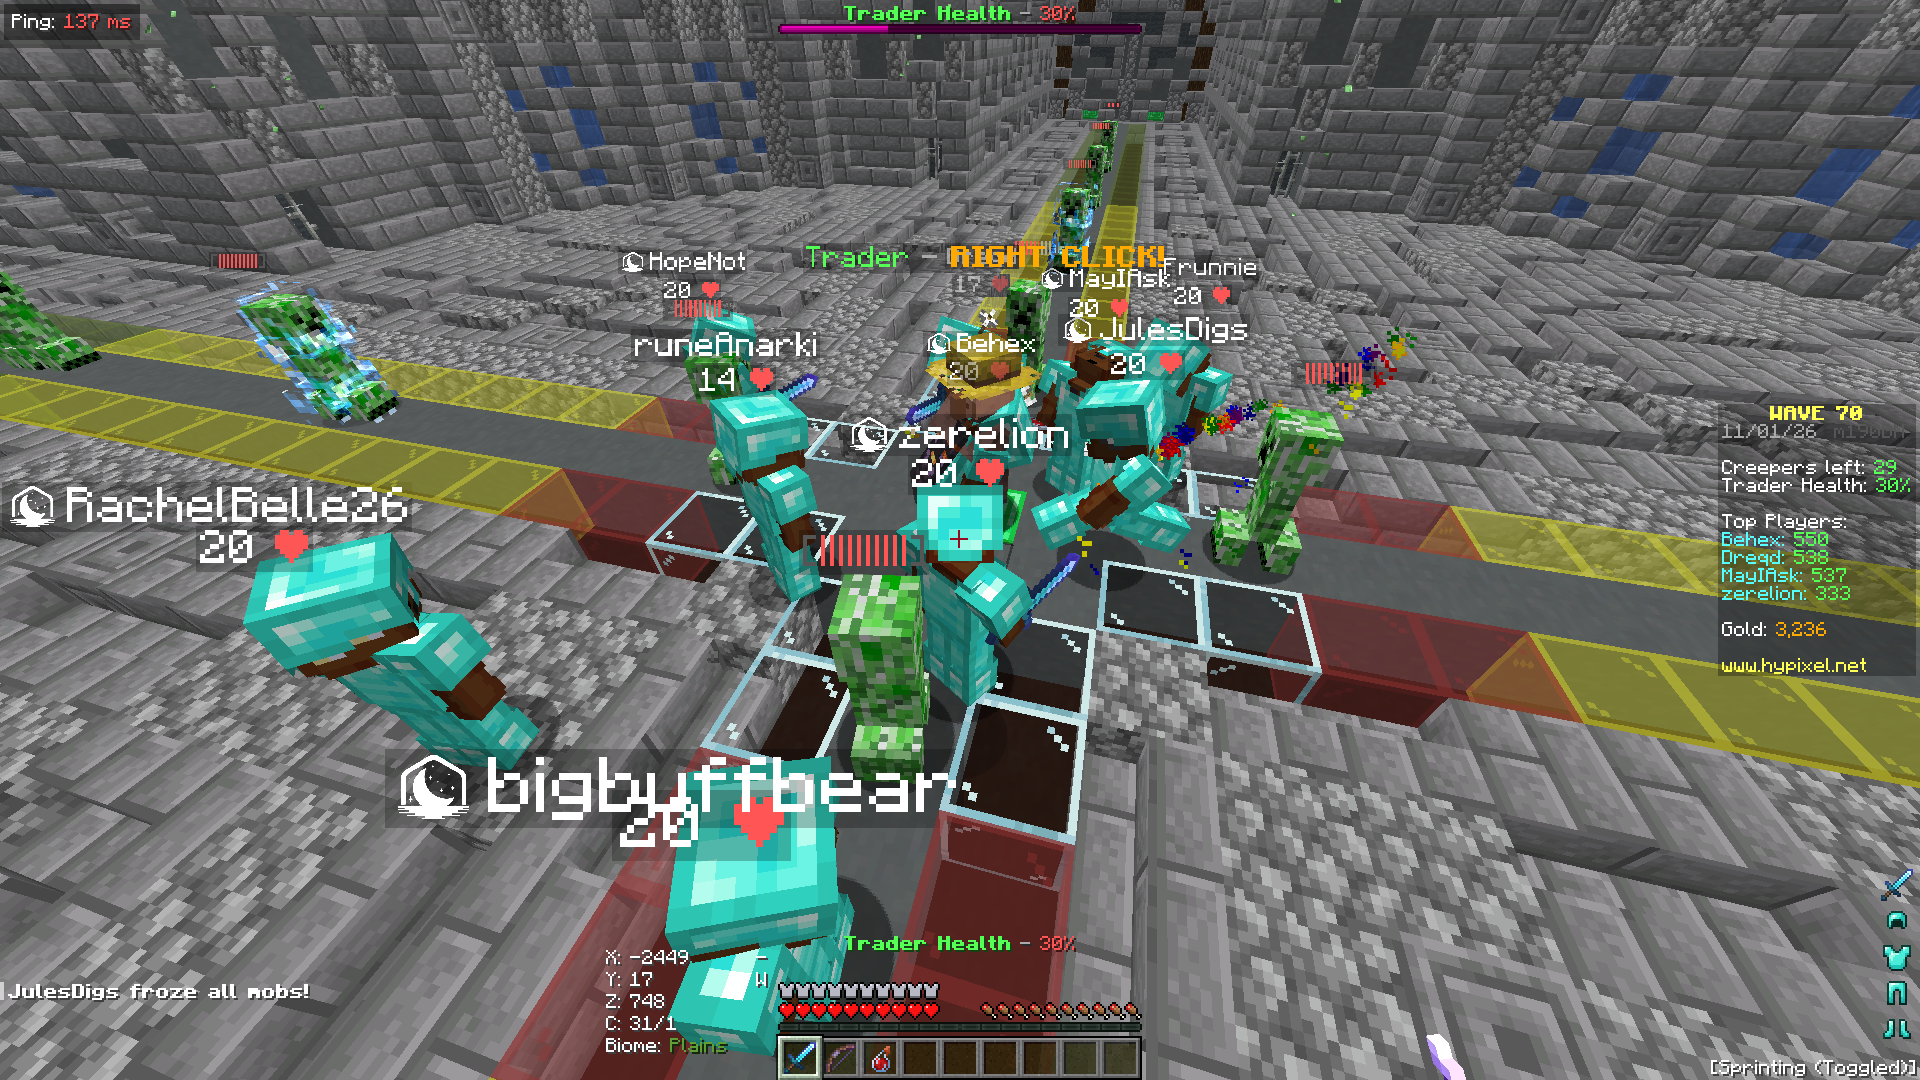 Ping: 137 ms
Trader Health - 30%
HopeNot
20
Trader - RIGHT CLICK!
17
MayIAsk
20
Frunnie
20
runeAnarki
14
Behex
20
JulesDigs
20
zerelion
20
RachelBelle26
20
bigbuffbear
20
WAVE 70
11/01/26
Creepers left: 29
Trader Health: 30%
Top Players:
Behex: 550
Dregd: 538
MayIAsk: 537
zerelion: 333
Gold: 3,236
www.hypixel.net
Trader Health - 30%
X: -2449 -
Y: 17 W
Z: 748
C: 31/1
Biome: Plains
JulesDigs froze all mobs!
[Sprinting (Toggled)]